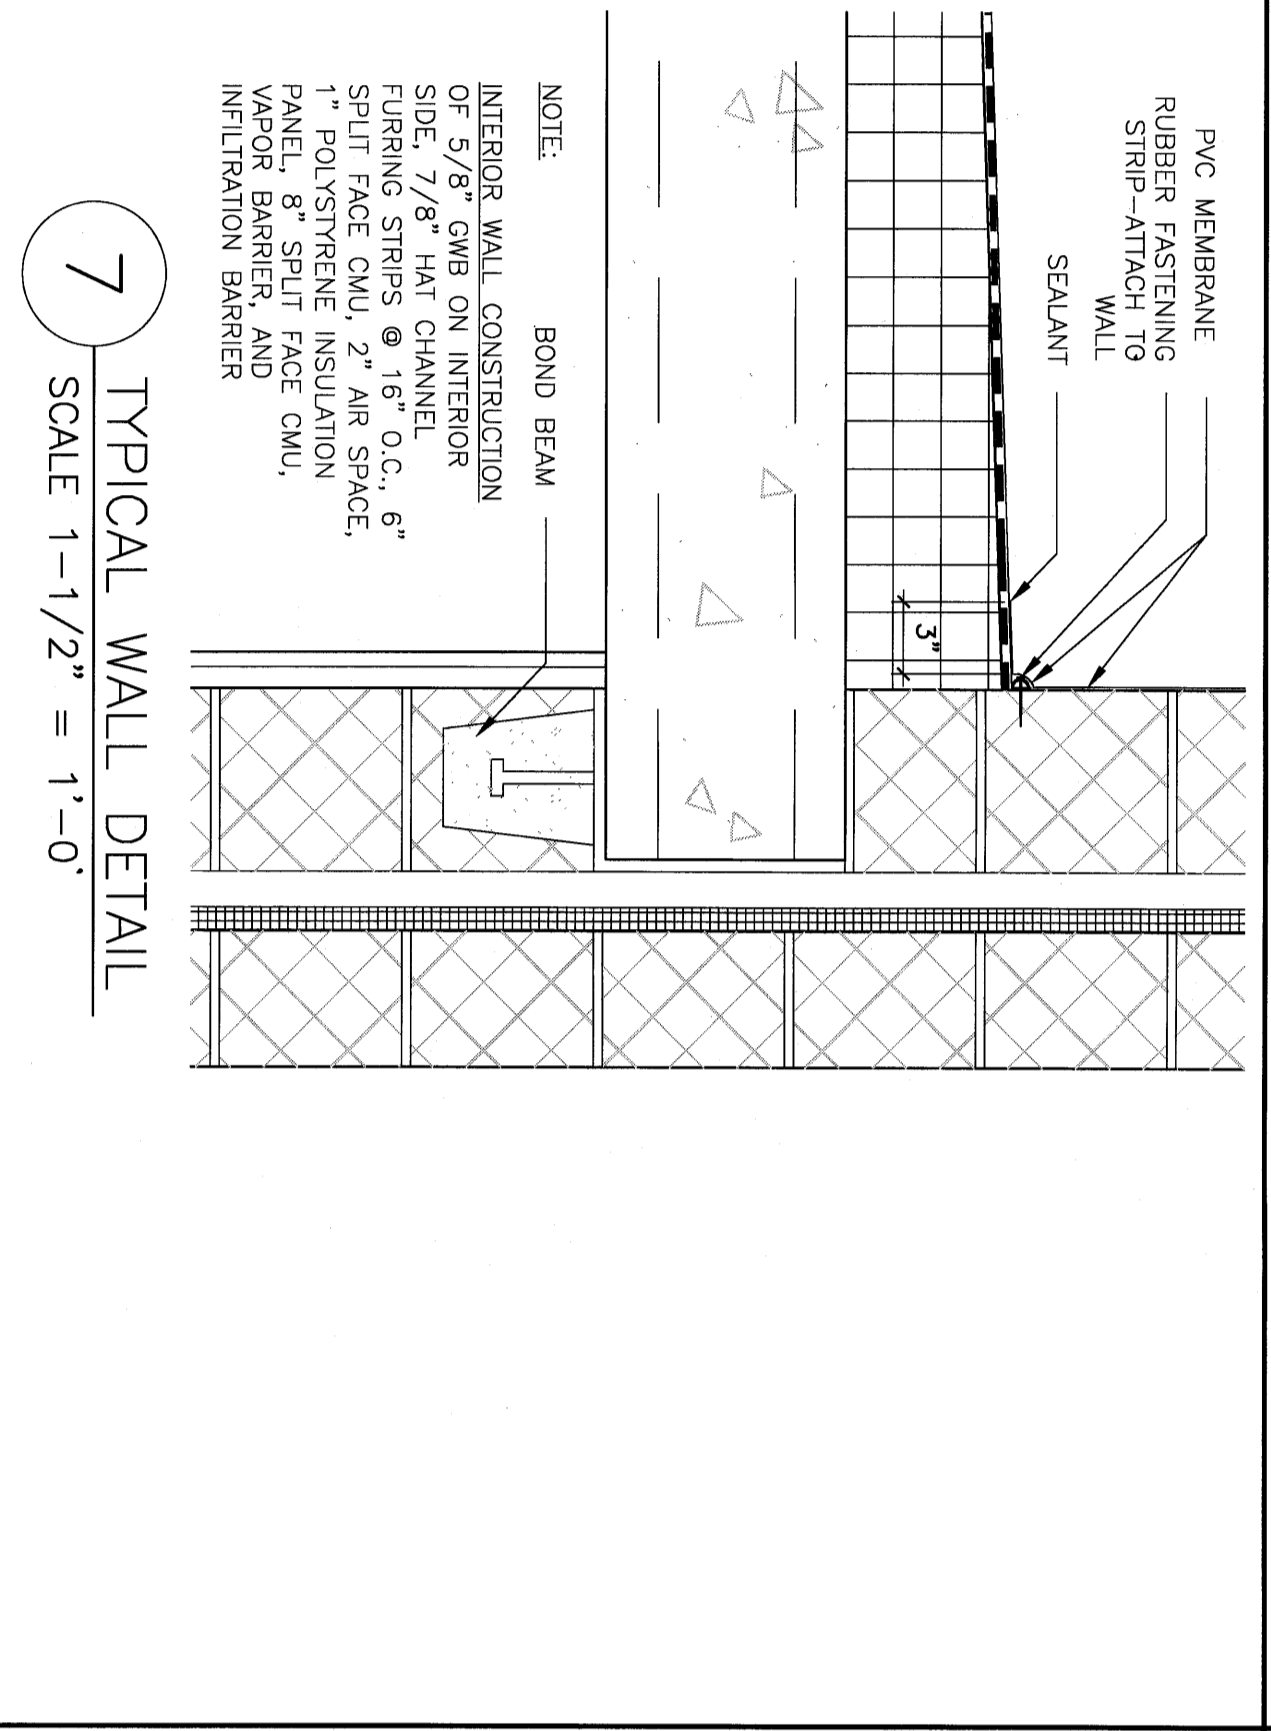 PVC MEMBRANE
RUBBER FASTENING
STRIP-ATTACH TO
WALL
SEALANT
3"
BOND BEAM
NOTE:
INTERIOR WALL CONSTRUCTION
OF 5/8" GWB ON INTERIOR
SIDE, 7/8" HAT CHANNEL
FURRING STRIPS @ 16" O.C., 6"
SPLIT FACE CMU, 2" AIR SPACE,
1" POLYSTYRENE INSULATION
PANEL, 8" SPLIT FACE CMU,
VAPOR BARRIER, AND
INFILTRATION BARRIER
7
TYPICAL WALL DETAIL
SCALE 1-1/2" = 1'-0'